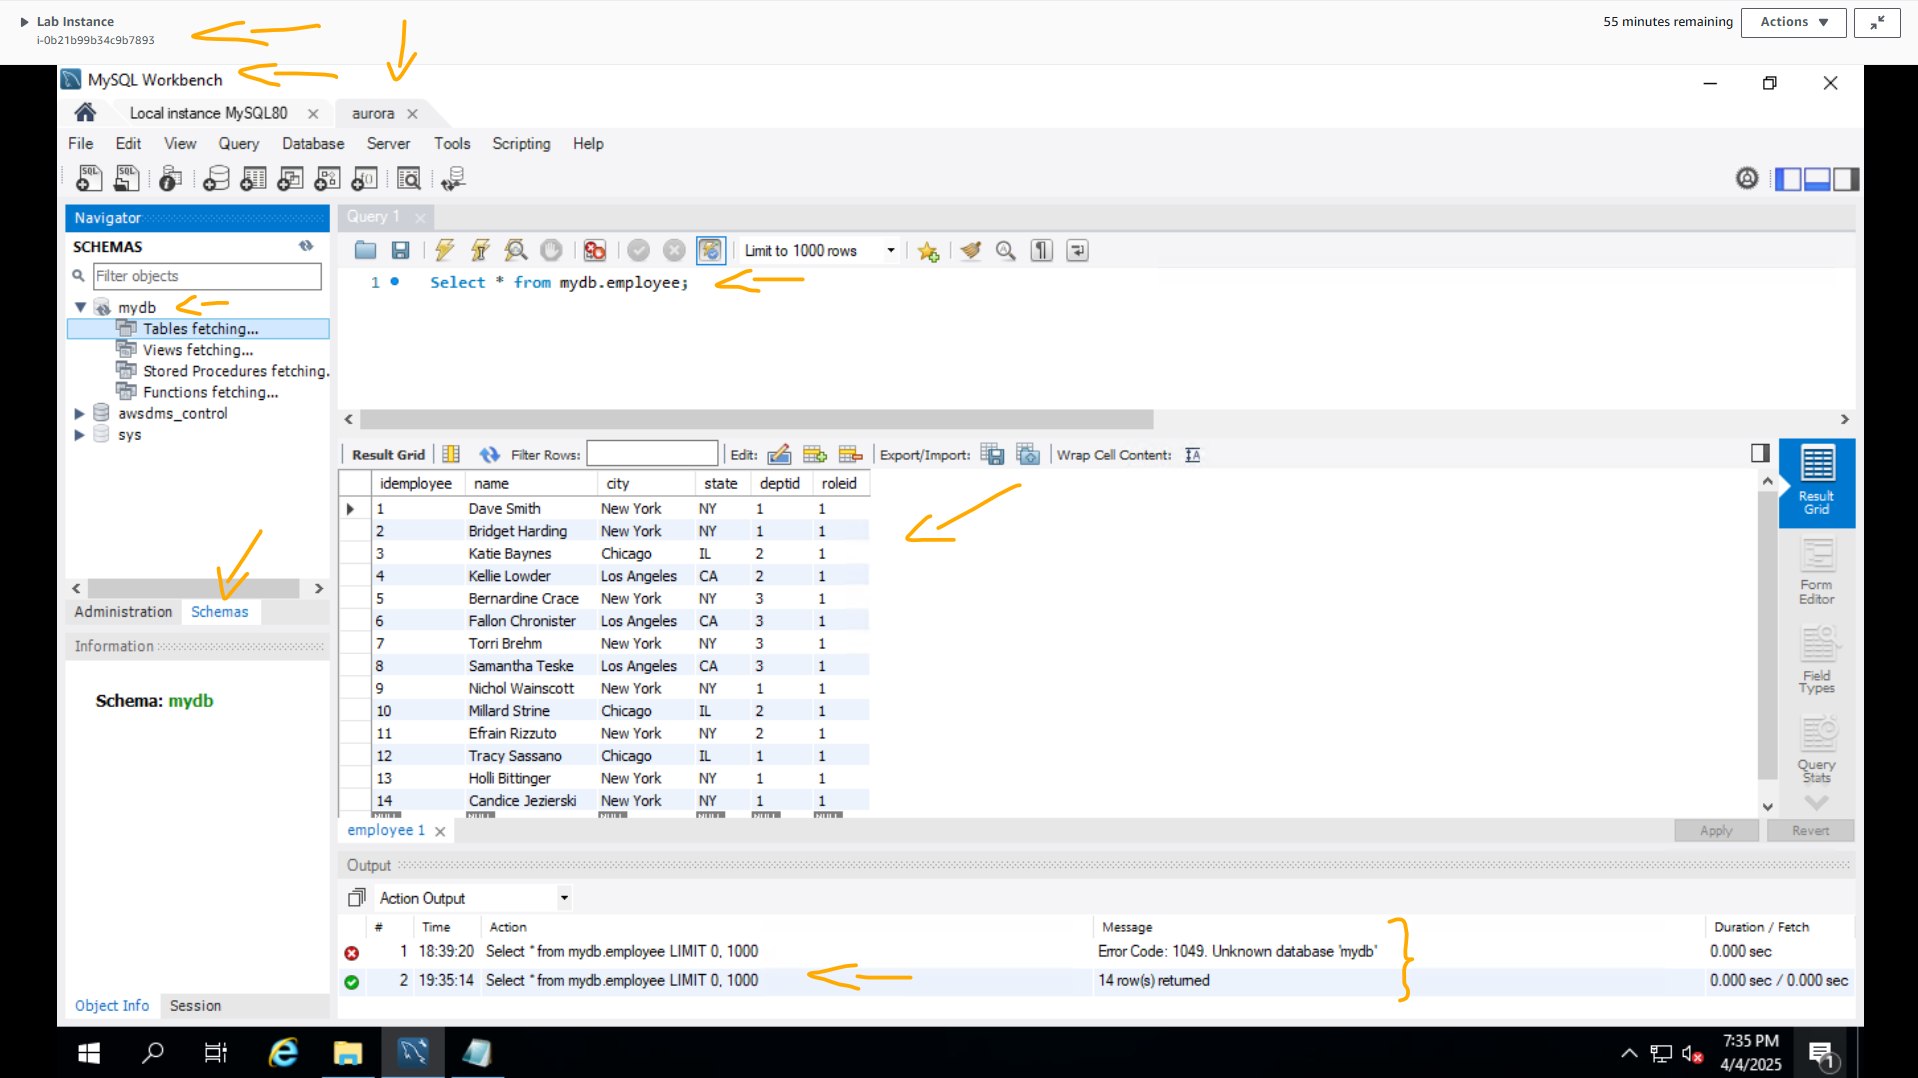 Lab Instance
i-0b21b99b34c9b7893
55 minutes remaining Actions
MySQL Workbench
Local instance MySQL80 aurora
File Edit View Query Database Server Tools Scripting Help
SQL SQL
Navigator
SCHEMAS
Filter objects
mydb
Tables fetching...
Views fetching...
Stored Procedures fetching.
Functions fetching...
awsdms_control
sys
Administration Schemas
Information
Schema: mydb
Object Info Session
Query 1
Limit to 1000 rows
1 Select * from mydb.employee;
Result Grid Filter Rows: Edit: Export/Import: Wrap Cell Content:
idemployee name city state deptid roleid
1 Dave Smith New York NY 1 1
2 Bridget Harding New York NY 1 1
3 Katie Baynes Chicago IL 2 1
4 Kellie Lowder Los Angeles CA 2 1
5 Bernardine Crace New York NY 3 1
6 Fallon Chronister Los Angeles CA 3 1
7 Torri Brehm New York NY 3 1
8 Samantha Teske Los Angeles CA 3 1
9 Nichol Wainscott New York NY 1 1
10 Millard Strine Chicago IL 2 1
11 Efrain Rizzuto New York NY 2 1
12 Tracy Sassano Chicago IL 1 1
13 Holli Bittinger New York NY 1 1
14 Candice Jezierski New York NY 1 1
NULL NULL NULL NULL NULL NULL
Result
Grid
Form
Editor
Field
Types
Query
Stats
employee 1 Apply Revert
Output
Action Output
# Time Action Message Duration / Fetch
1 18:39:20 Select * from mydb.employee LIMIT 0, 1000 Error Code: 1049. Unknown database 'mydb' 0.000 sec
2 19:35:14 Select * from mydb.employee LIMIT 0, 1000 14 row(s) returned 0.000 sec / 0.000 sec
7:35 PM
4/4/2025
1